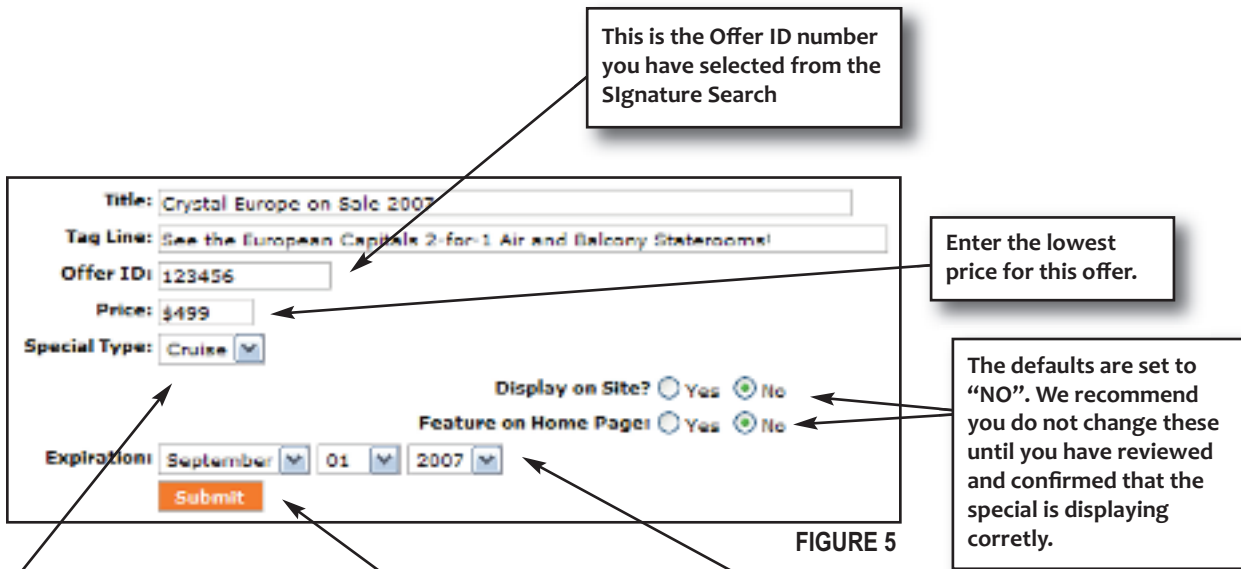 This is the Offer ID number
you have selected from the
SIgnature Search
Title: Crystal Europe on Sale 2007
Tag Line: See the European Capitals 2-for-1 Air and Balcony Staterooms!
Offer ID: 123456
Price: $499
Enter the lowest
price for this offer.
Special Type: Cruise
Display on Site? Yes No
Feature on Home Page: Yes No
The defaults are set to
“NO”. We recommend
you do not change these
until you have reviewed
and confirmed that the
special is displaying
corretly.
Expiration: September 01 2007
Submit
FIGURE 5